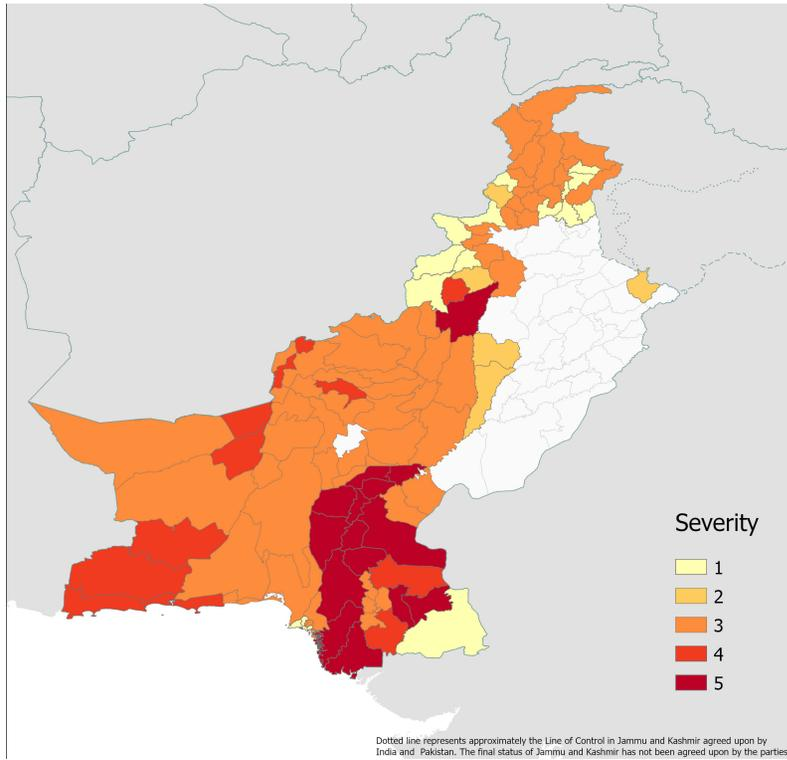 Severity
1
2
3
4
5
Dotted line represents approximately the Line of Control in Jammu and Kashmir agreed upon by
India and  Pakistan. The final status of Jammu and Kashmir has not been agreed upon by the parties